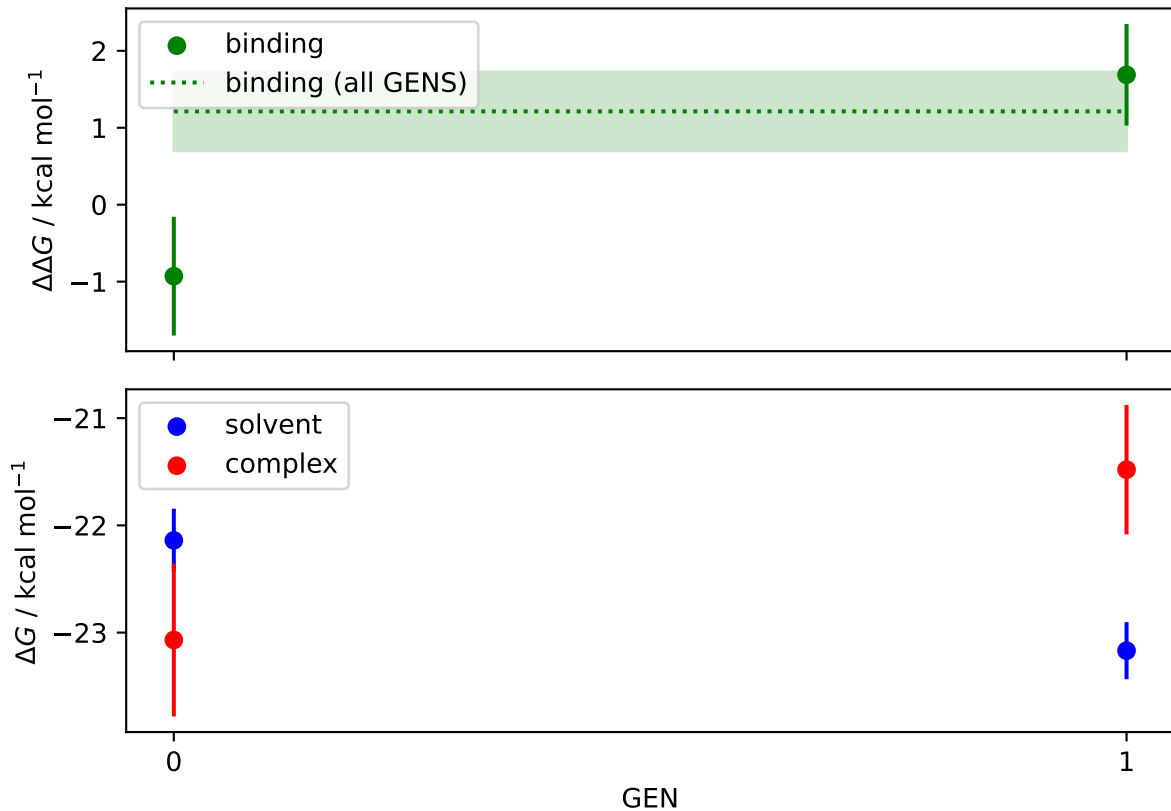 binding
binding (all GENS)
ΔΔG / kcal mol⁻¹
2
1
0
−1
solvent
complex
ΔG / kcal mol⁻¹
−21
−22
−23
0
1
GEN